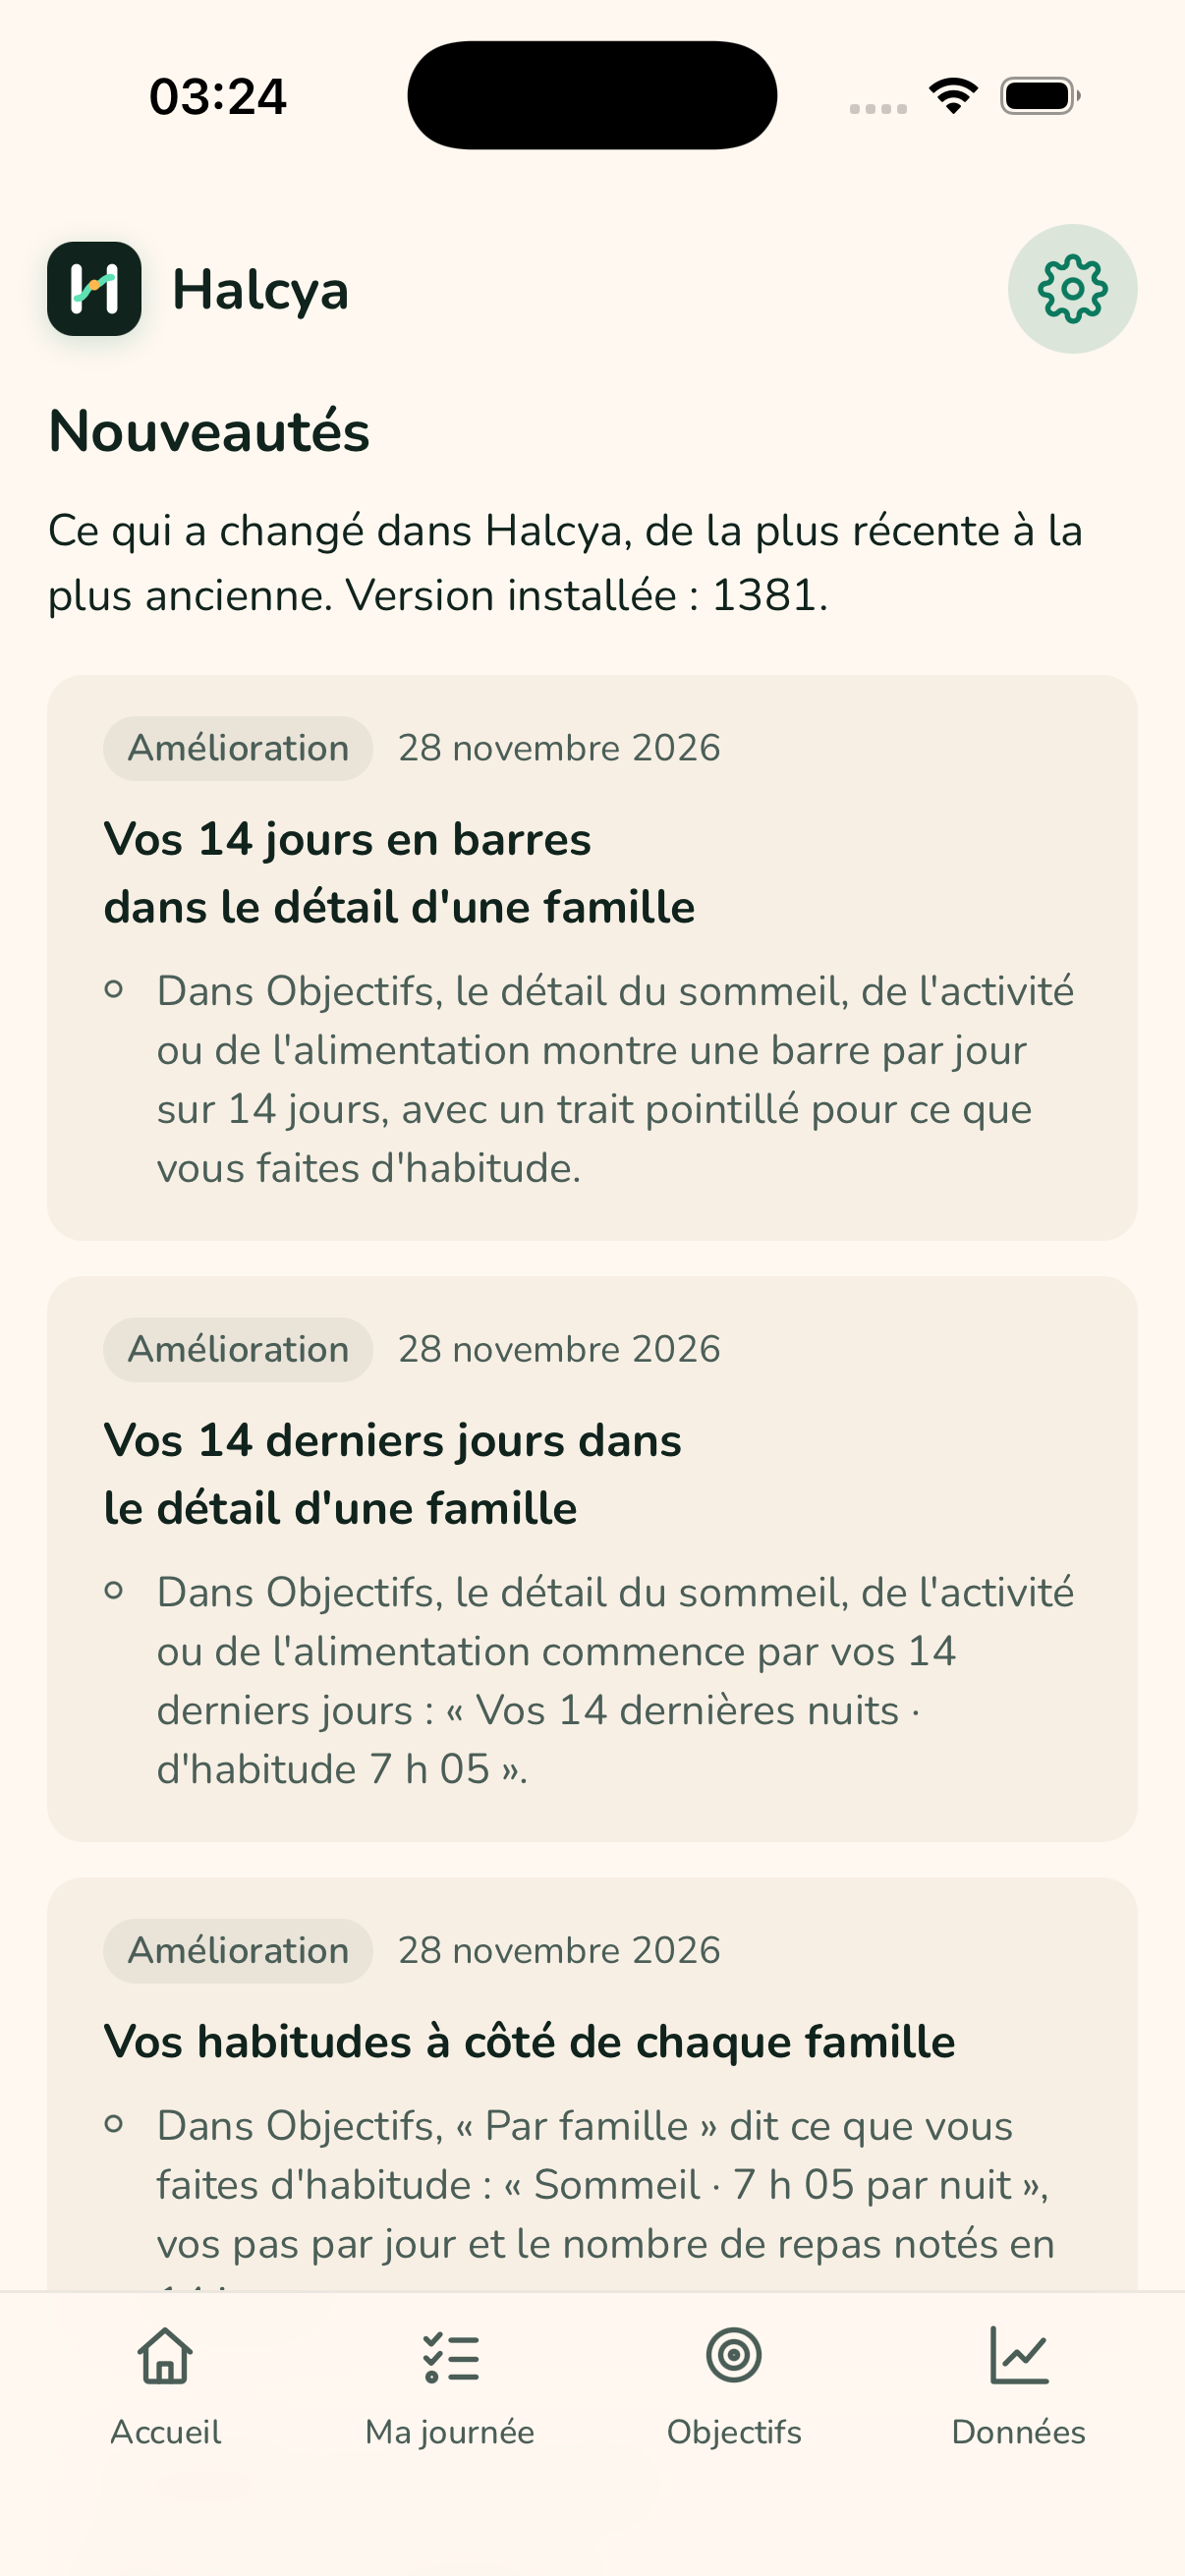 03:24
Halcya
Nouveautés
Ce qui a changé dans Halcya, de la plus récente à la
plus ancienne. Version installée : 1381.
Amélioration 28 novembre 2026
Vos 14 jours en barres
dans le détail d'une famille
Dans Objectifs, le détail du sommeil, de l'activité
ou de l'alimentation montre une barre par jour
sur 14 jours, avec un trait pointillé pour ce que
vous faites d'habitude.
Amélioration 28 novembre 2026
Vos 14 derniers jours dans
le détail d'une famille
Dans Objectifs, le détail du sommeil, de l'activité
ou de l'alimentation commence par vos 14
derniers jours : « Vos 14 dernières nuits ·
d'habitude 7 h 05 ».
Amélioration 28 novembre 2026
Vos habitudes à côté de chaque famille
Dans Objectifs, « Par famille » dit ce que vous
faites d'habitude : « Sommeil · 7 h 05 par nuit »,
vos pas par jour et le nombre de repas notés en
Accueil Ma journée Objectifs Données